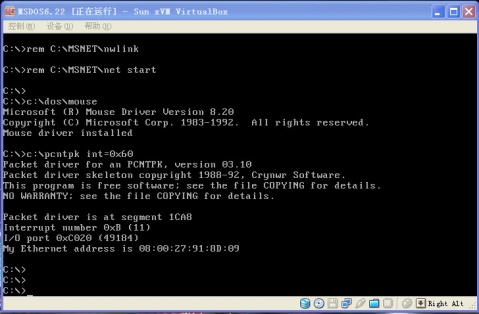 MSDOS6.22 [正在运行] - Sun xVM VirtualBox
控制(M) 设备(D) 帮助(H)
C:\>rem C:\MSNET\nwlink
C:\>rem C:\MSNET\net start
C:\>
C:\>c:\dos\mouse
Microsoft (R) Mouse Driver Version 8.20
Copyright (C) Microsoft Corp. 1983-1992.  All rights reserved.
Mouse driver installed
C:\>c:\pcntpk int=0x60
Packet driver for an PCNTPK, version 03.10
Packet driver skeleton copyright 1988-92, Crynwr Software.
This program is free software; see the file COPYING for details.
NO WARRANTY; see the file COPYING for details.
Packet driver is at segment 1CA8
Interrupt number 0xB (11)
I/O port 0xC020 (49184)
My Ethernet address is 08:00:27:91:8D:09
C:\>
C:\>
C:\>_
Right Alt